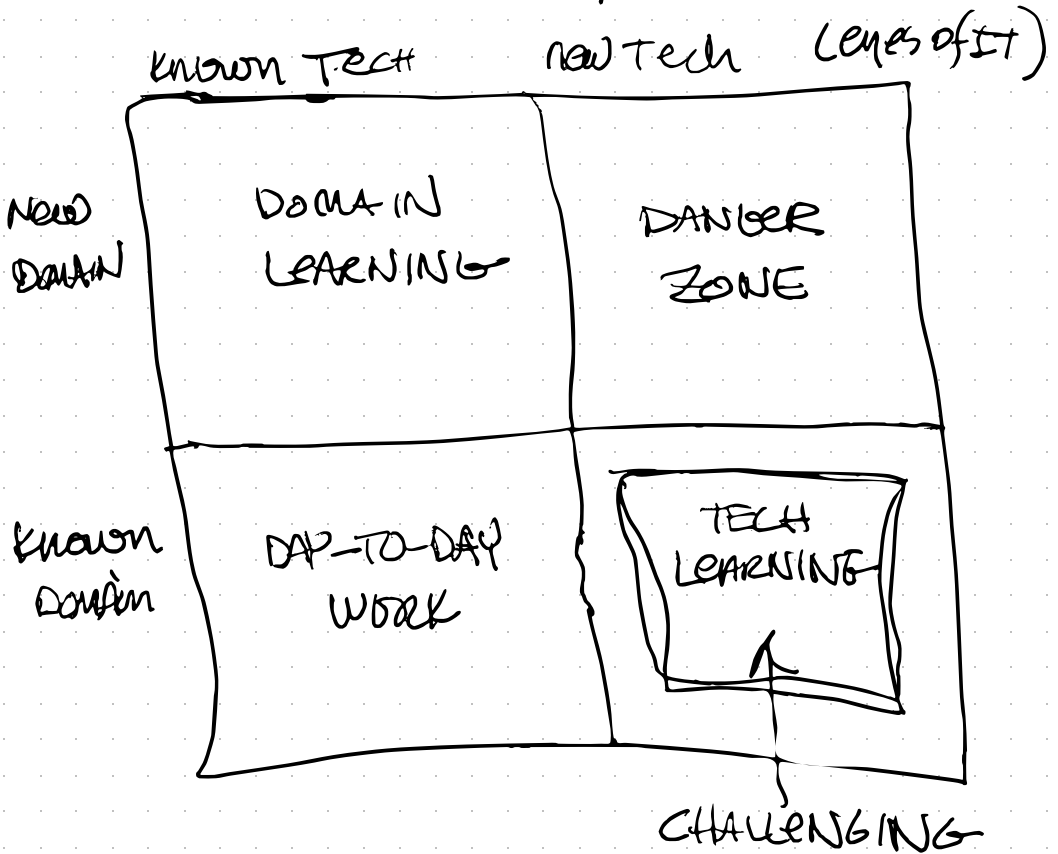 Known Tech new Tech (eyes of IT)
New
DOMAIN
DOMAIN
LEARNING
DANGER
ZONE
Known
Domain
DAY-TO-DAY
WORK
TECH
LEARNING
CHALLENGING